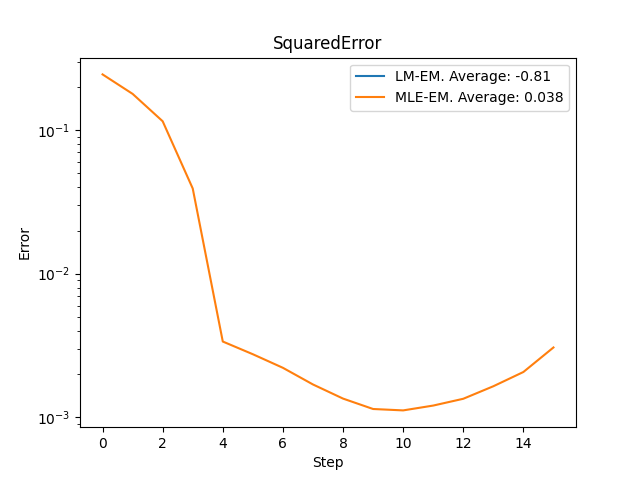 SquaredError
LM-EM. Average: -0.81
MLE-EM. Average: 0.038
10⁻¹
10⁻²
10⁻³
Error
0 2 4 6 8 10 12 14
Step